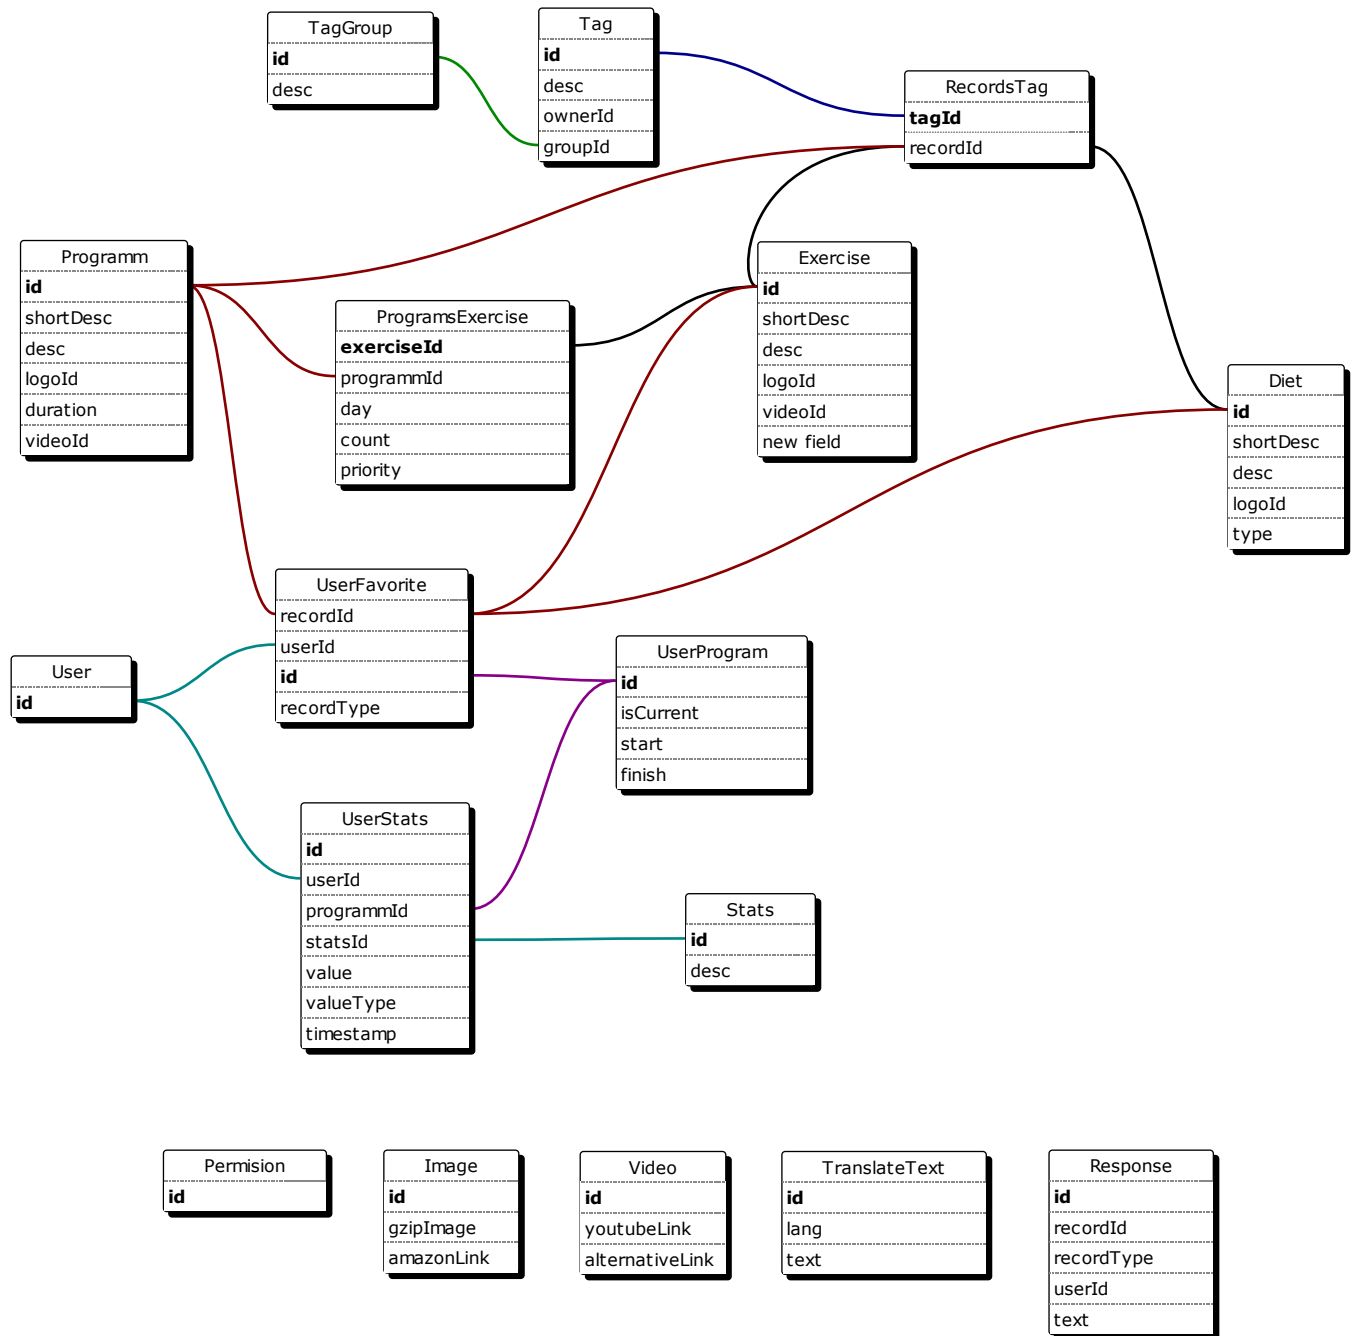 TagGroup
id
desc
Tag
id
desc
ownerId
groupId
RecordsTag
tagId
recordId
Programm
id
shortDesc
desc
logoId
duration
videoId
ProgramsExercise
exerciseId
programmId
day
count
priority
Exercise
id
shortDesc
desc
logoId
videoId
new field
Diet
id
shortDesc
desc
logoId
type
UserFavorite
recordId
userId
id
recordType
User
id
UserProgram
id
isCurrent
start
finish
UserStats
id
userId
programmId
statsId
value
valueType
timestamp
Stats
id
desc
Permision
id
Image
id
gzipImage
amazonLink
Video
id
youtubeLink
alternativeLink
TranslateText
id
lang
text
Response
id
recordId
recordType
userId
text